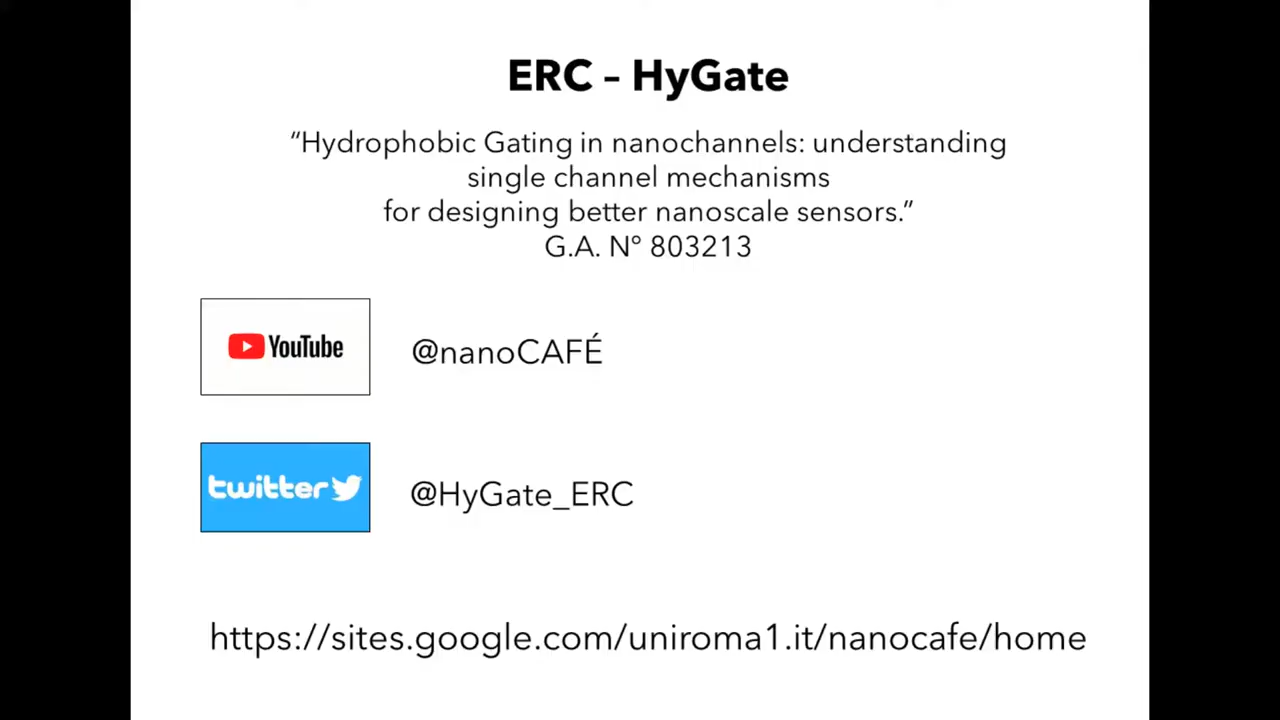 ERC – HyGate
“Hydrophobic Gating in nanochannels: understanding
single channel mechanisms
for designing better nanoscale sensors.”
G.A. N° 803213
YouTube
@nanoCAFÉ
twitter
@HyGate_ERC
https://sites.google.com/uniroma1.it/nanocafe/home